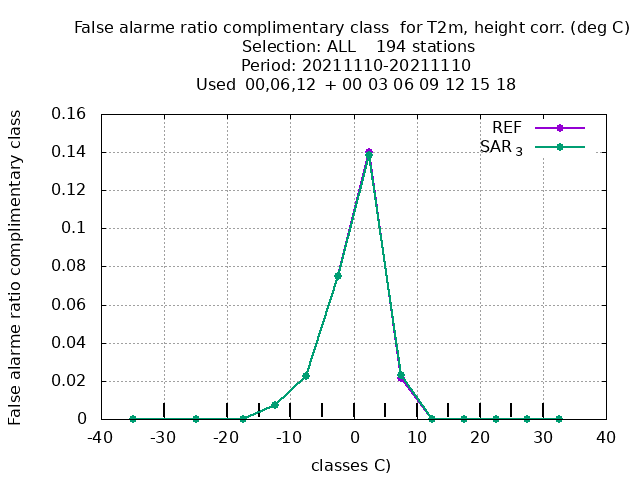 False alarme ratio complimentary class  for T2m, height corr. (deg C)
Selection: ALL    194 stations
Period: 20211110-20211110
Used  00,06,12  + 00 03 06 09 12 15 18
False alarme ratio complimentary class
0.16
0.14
0.12
0.1
0.08
0.06
0.04
0.02
0
REF
SAR 3
-40 -30 -20 -10 0 10 20 30 40
classes C)